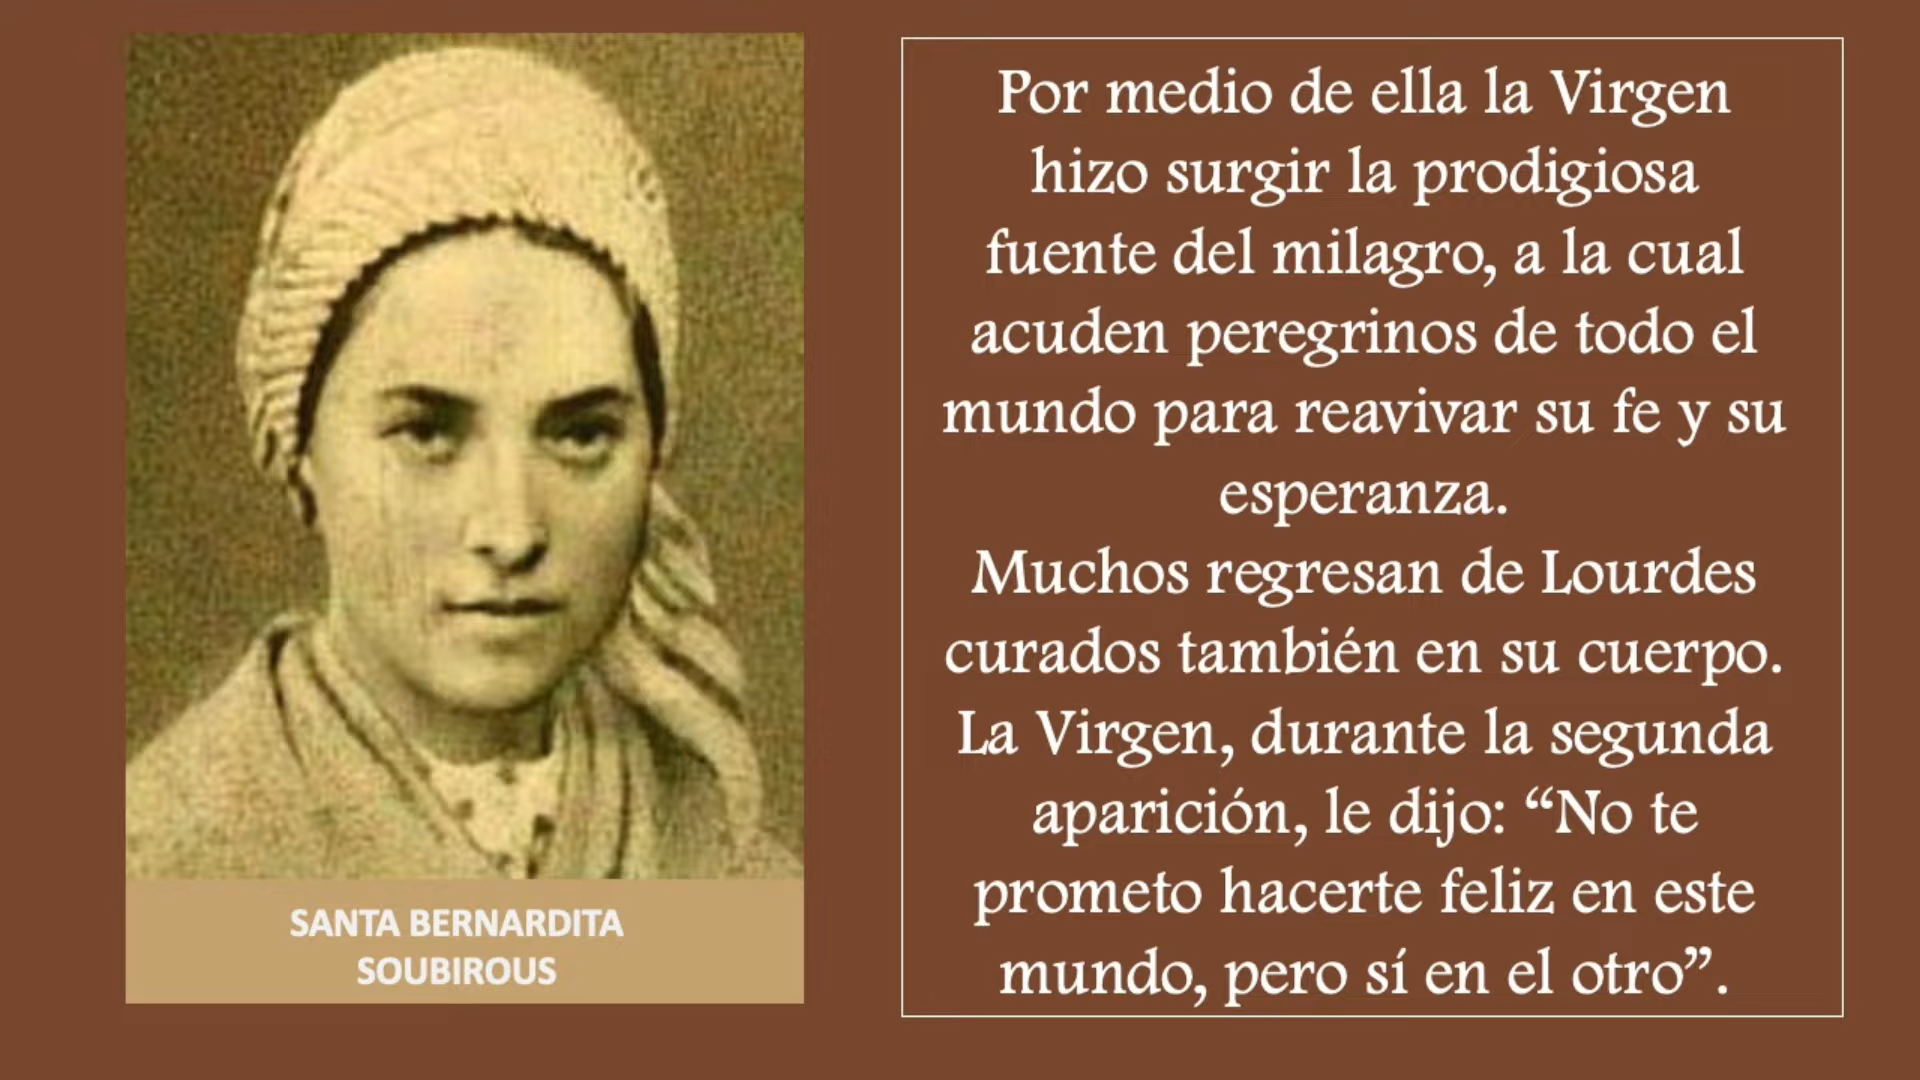 SANTA BERNARDITA
SOUBIROUS
Por medio de ella la Virgen
hizo surgir la prodigiosa
fuente del milagro, a la cual
acuden peregrinos de todo el
mundo para reavivar su fe y su
esperanza.
Muchos regresan de Lourdes
curados también en su cuerpo.
La Virgen, durante la segunda
aparición, le dijo: “No te
prometo hacerte feliz en este
mundo, pero sí en el otro”.